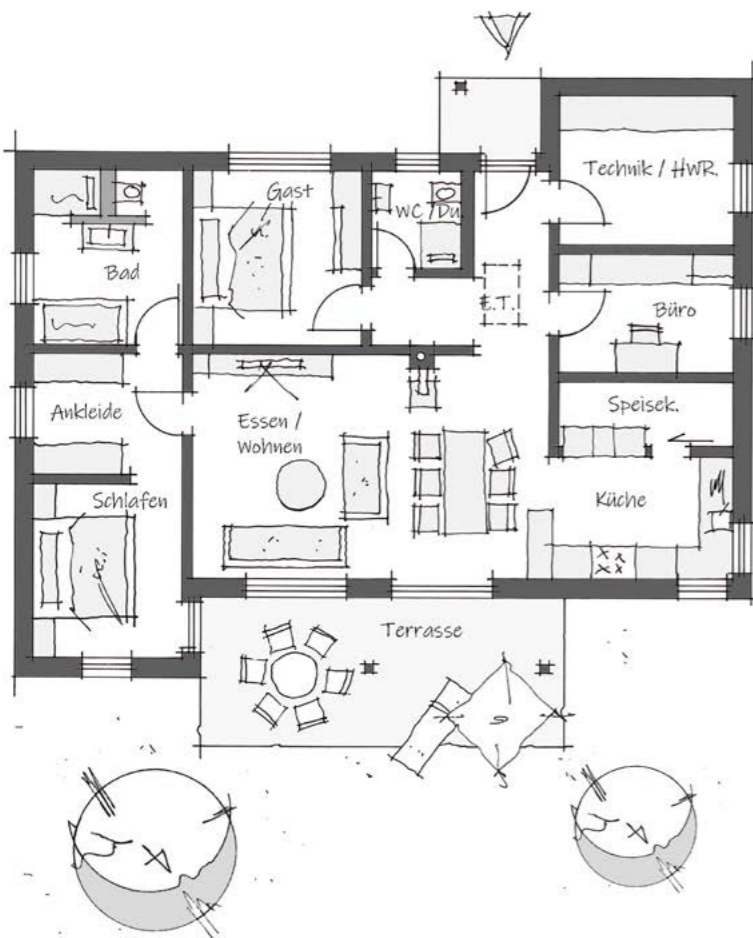 Technik / HWR.
Gast
WC / Du.
Bad
E.T.
Büro
Ankleide
Essen /
Wohnen
Speisek.
Schlafen
Küche
Terrasse